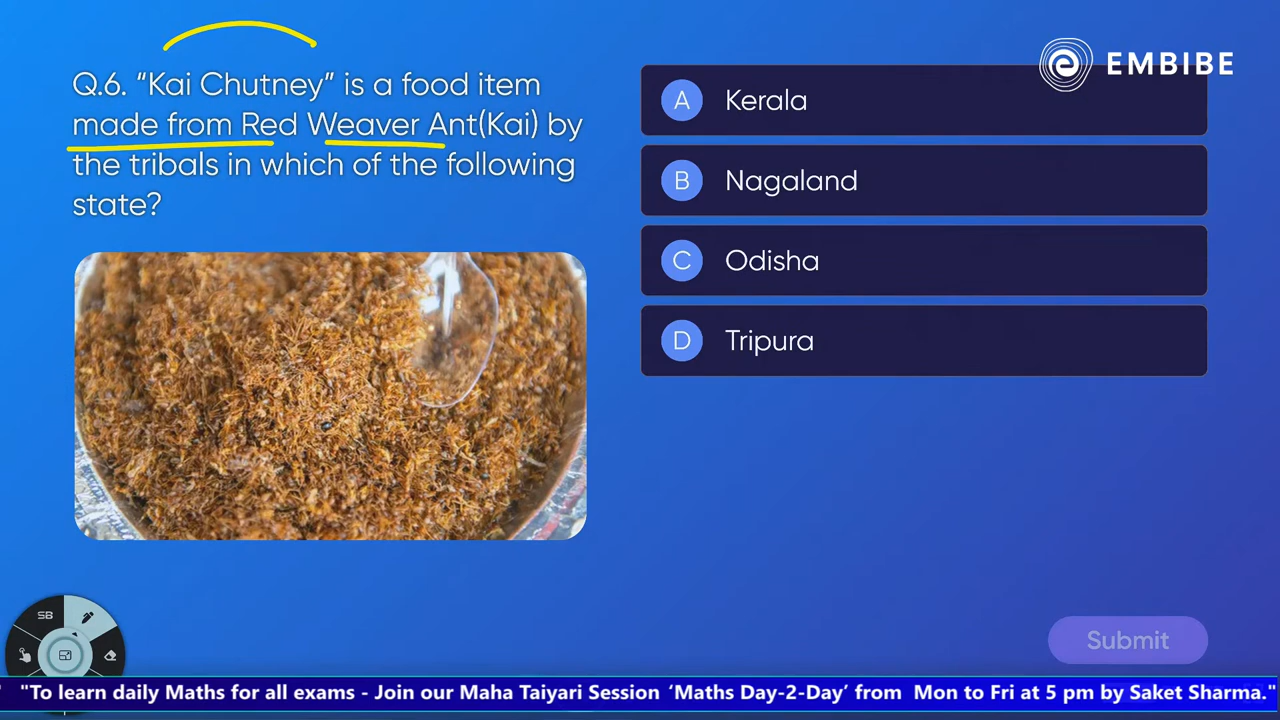 EMBIBE
Q.6. “Kai Chutney” is a food item
made from Red Weaver Ant(Kai) by
the tribals in which of the following
state?
A Kerala
B Nagaland
C Odisha
D Tripura
SB
Submit
"To learn daily Maths for all exams - Join our Maha Taiyari Session ‘Maths Day-2-Day’ from Mon to Fri at 5 pm by Saket Sharma."